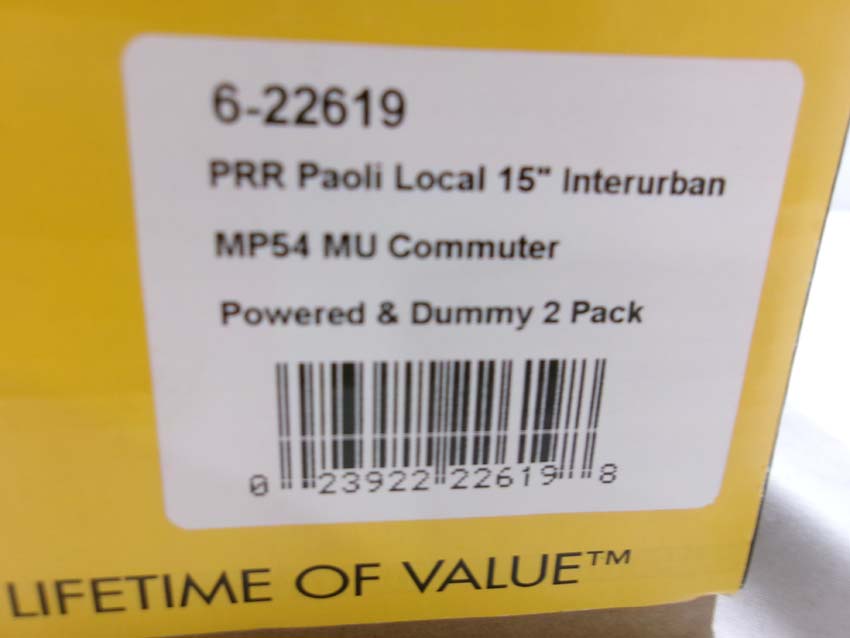 6-22619
PRR Paoli Local 15" Interurban
MP54 MU Commuter
Powered & Dummy 2 Pack
0 23922 22619 8
LIFETIME OF VALUE™